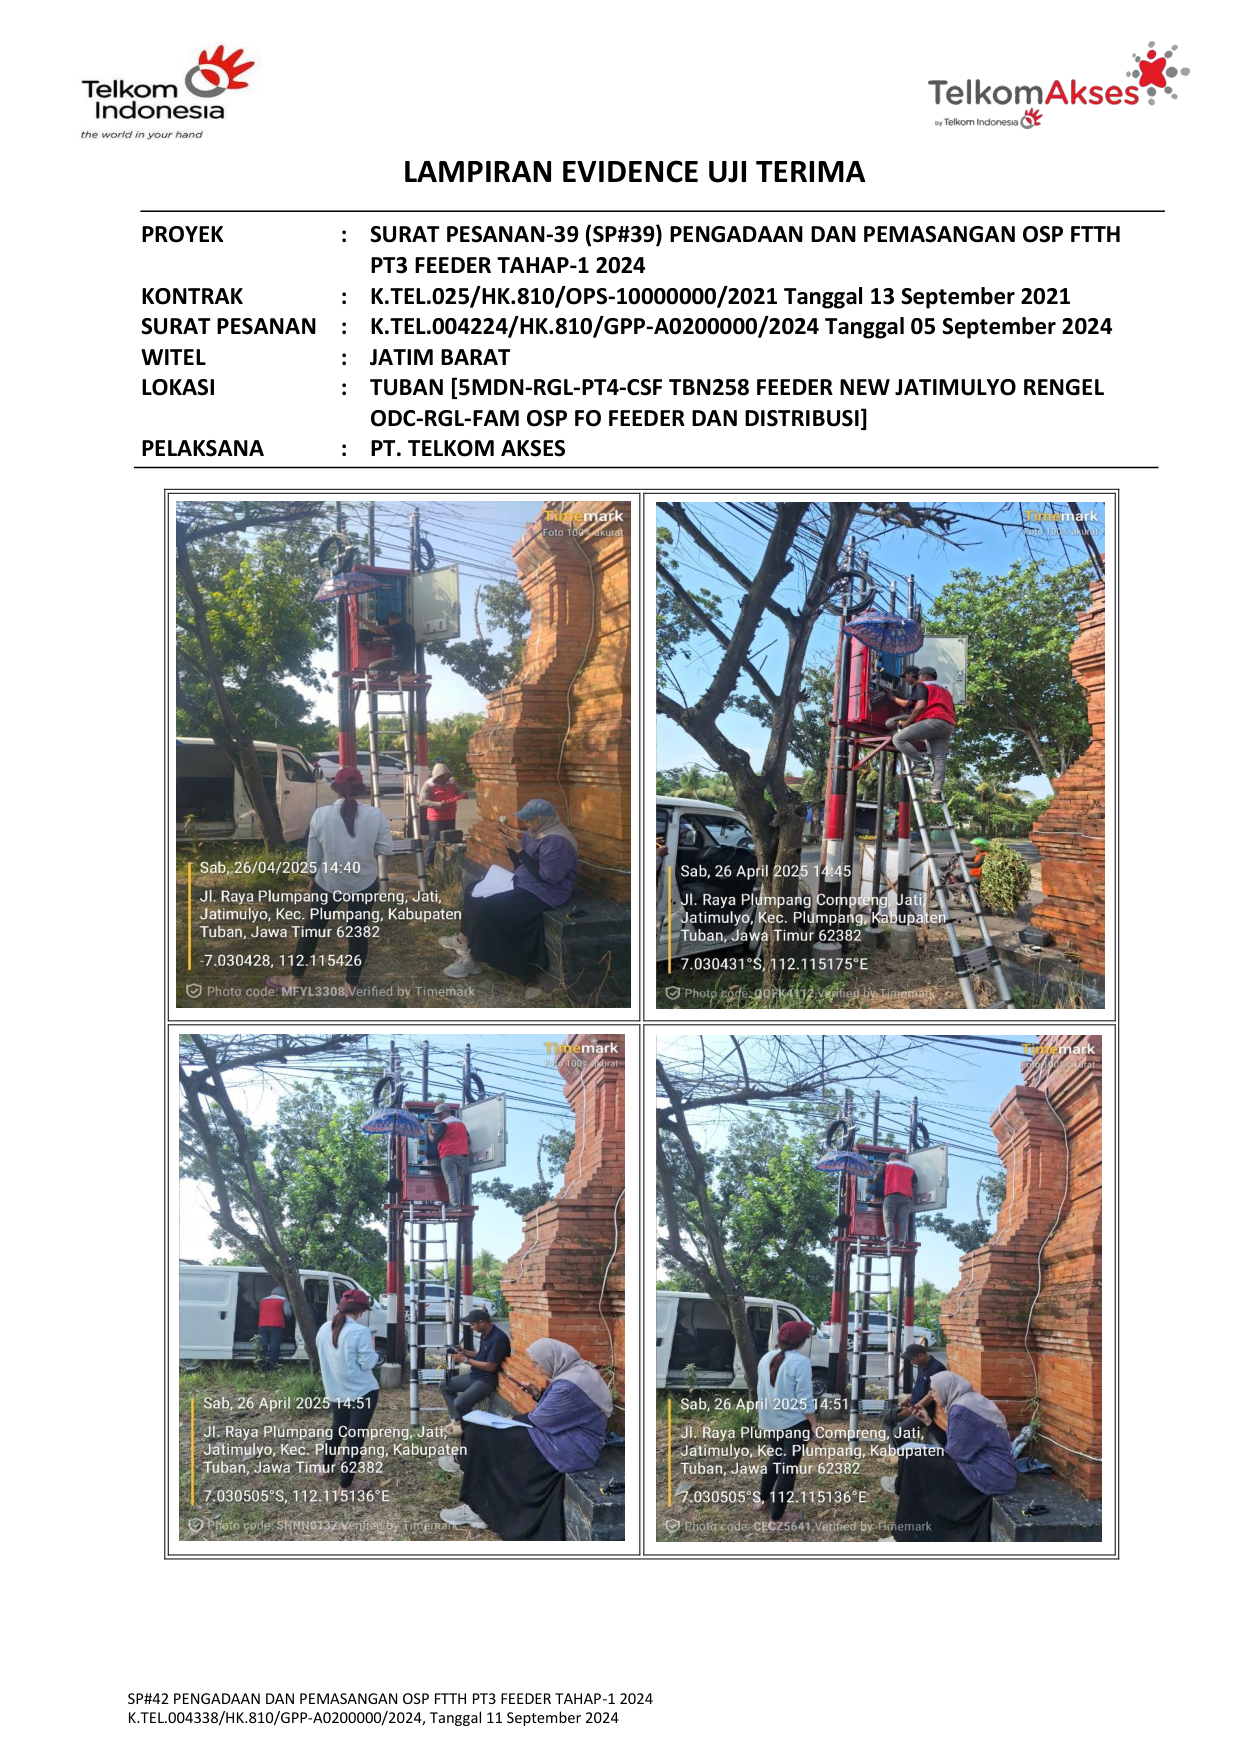 Telkom
Indonesia
the world in your hand
TelkomAkses
by Telkom Indonesia
LAMPIRAN EVIDENCE UJI TERIMA
PROYEK : SURAT PESANAN-39 (SP#39) PENGADAAN DAN PEMASANGAN OSP FTTH
PT3 FEEDER TAHAP-1 2024
KONTRAK : K.TEL.025/HK.810/OPS-10000000/2021 Tanggal 13 September 2021
SURAT PESANAN : K.TEL.004224/HK.810/GPP-A0200000/2024 Tanggal 05 September 2024
WITEL : JATIM BARAT
LOKASI : TUBAN [5MDN-RGL-PT4-CSF TBN258 FEEDER NEW JATIMULYO RENGEL
ODC-RGL-FAM OSP FO FEEDER DAN DISTRIBUSI]
PELAKSANA : PT. TELKOM AKSES
Timemark
Foto 100% akurat
Sab, 26/04/2025 14:40
Jl. Raya Plumpang Compreng, Jati,
Jatimulyo, Kec. Plumpang, Kabupaten
Tuban, Jawa Timur 62382
-7.030428, 112.115426
Photo code: MFYL3308,Verified by Timemark
Timemark
Foto 100% akurat
Sab, 26 April 2025 14:45
Jl. Raya Plumpang Compreng, Jati,
Jatimulyo, Kec. Plumpang, Kabupaten
Tuban, Jawa Timur 62382
7.030431°S, 112.115175°E
Photo code: Verified by Timemark
Timemark
Foto 100% akurat
Sab, 26 April 2025 14:51
Jl. Raya Plumpang Compreng, Jati,
Jatimulyo, Kec. Plumpang, Kabupaten
Tuban, Jawa Timur 62382
7.030505°S, 112.115136°E
Photo code: Verified by Timemark
Timemark
Foto 100% akurat
Sab, 26 April 2025 14:51
Jl. Raya Plumpang Compreng, Jati,
Jatimulyo, Kec. Plumpang, Kabupaten
Tuban, Jawa Timur 62382
7.030505°S, 112.115136°E
Photo code: CECZ5641,Verified by Timemark
SP#42 PENGADAAN DAN PEMASANGAN OSP FTTH PT3 FEEDER TAHAP-1 2024
K.TEL.004338/HK.810/GPP-A0200000/2024, Tanggal 11 September 2024